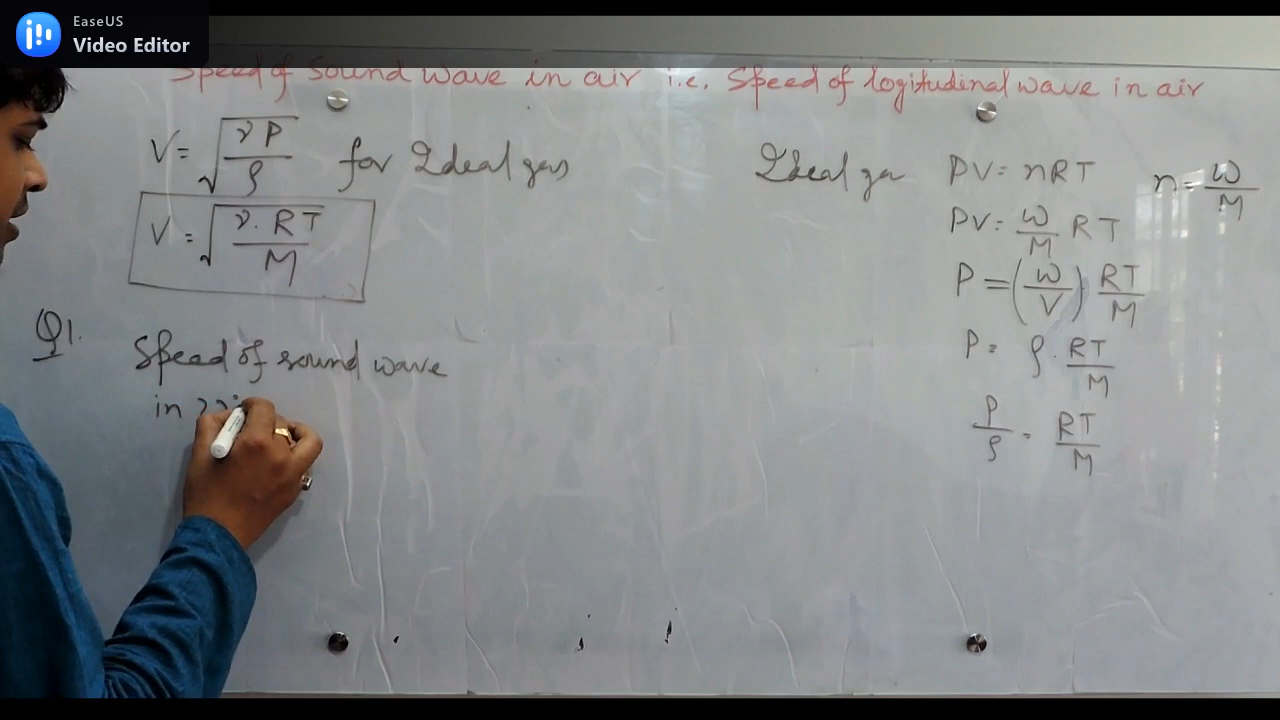 EaseUS
Video Editor
Speed of Sound wave in air i.e. Speed of logitudinal wave in air
V = √(γP/ρ) for Ideal gas
V = √(γ·RT/M)
Ideal gas PV = nRT n = W/M
PV = W/M RT
P = (W/V) RT/M
P = ρ·RT/M
P/ρ = RT/M
Q1.
Speed of sound wave
in